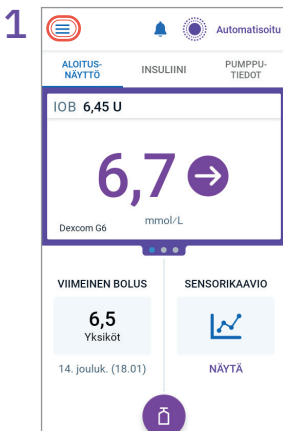 1
Automatisoitu
ALOITUS-
NÄYTTÖ
INSULIINI
PUMPPU-
TIEDOT
IOB 6,45 U
6,7
mmol/L
Dexcom G6
VIIMEINEN BOLUS
6,5
Yksiköt
14. jouluk. (18.01)
SENSORIKAAVIO
NÄYTÄ